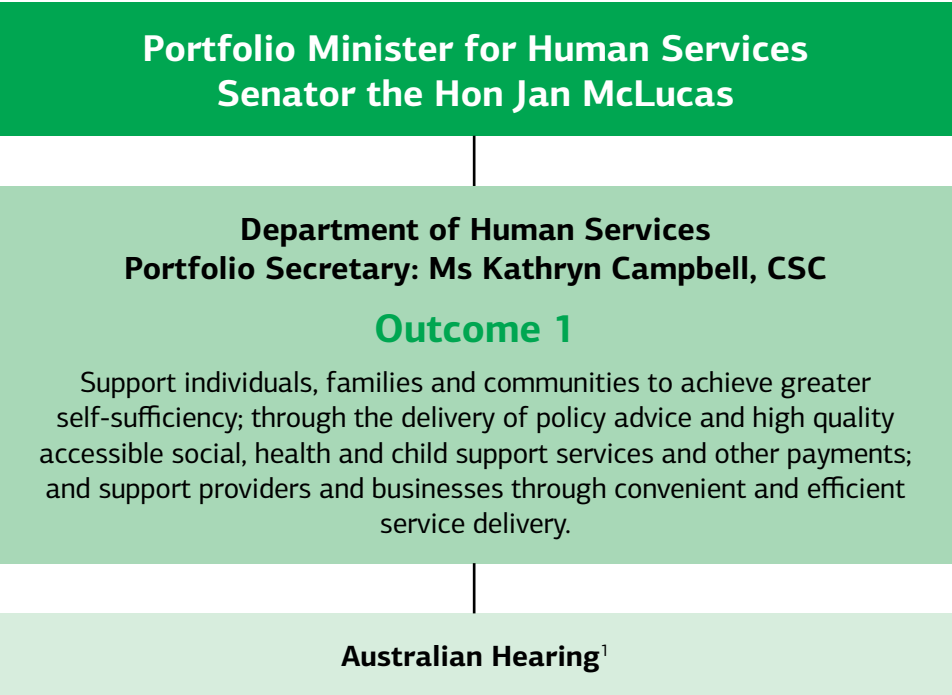 Portfolio Minister for Human Services
Senator the Hon Jan McLucas
Department of Human Services
Portfolio Secretary: Ms Kathryn Campbell, CSC
Outcome 1
Support individuals, families and communities to achieve greater
self-sufficiency; through the delivery of policy advice and high quality
accessible social, health and child support services and other payments;
and support providers and businesses through convenient and efficient
service delivery.
Australian Hearing¹